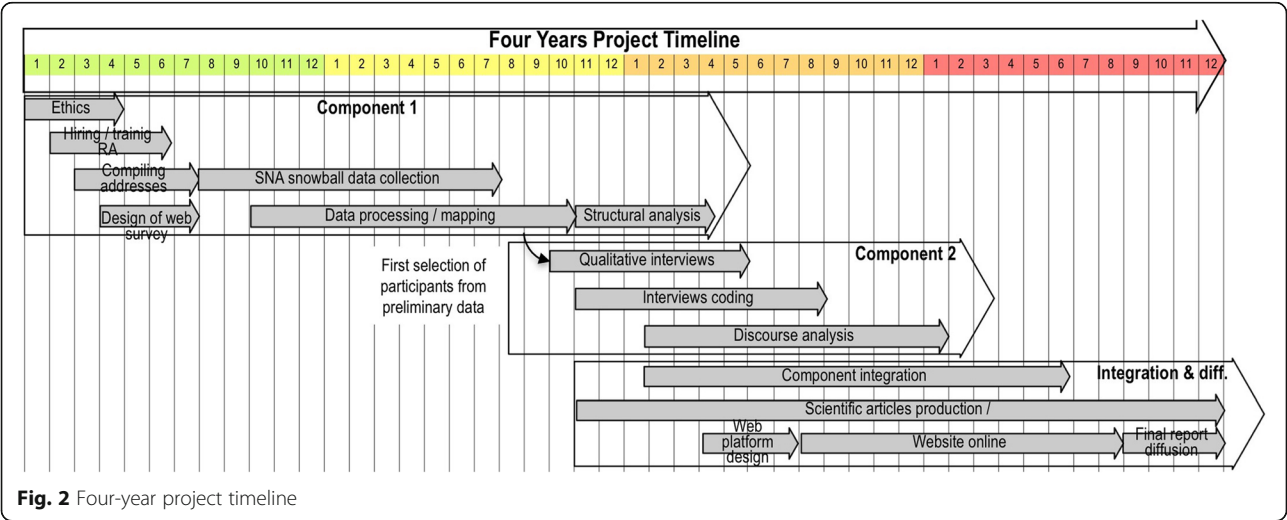 Four Years Project Timeline
1 2 3 4 5 6 7 8 9 10 11 12 1 2 3 4 5 6 7 8 9 10 11 12 1 2 3 4 5 6 7 8 9 10 11 12 1 2 3 4 5 6 7 8 9 10 11 12
Ethics
Component 1
Hiring / trainig
RA
Compiling
addresses
SNA snowball data collection
Design of web
survey
Data processing / mapping
Structural analysis
First selection of
participants from
preliminary data
Component 2
Qualitative interviews
Interviews coding
Discourse analysis
Component integration
Integration & diff.
Scientific articles production /
Web
platform
design
Website online
Final report
diffusion
Fig. 2 Four-year project timeline